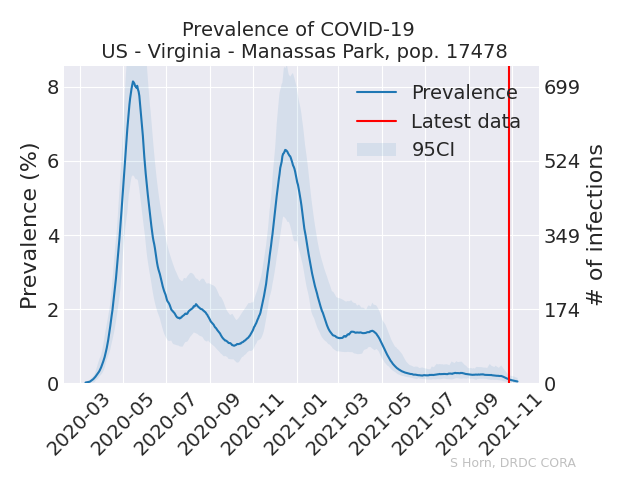 Prevalence of COVID-19
US - Virginia - Manassas Park, pop. 17478
Prevalence (%)
8
6
4
2
0
699
524
349
174
0
# of infections
Prevalence
Latest data
95CI
2020-03
2020-05
2020-07
2020-09
2020-11
2021-01
2021-03
2021-05
2021-07
2021-09
2021-11
S Horn, DRDC CORA